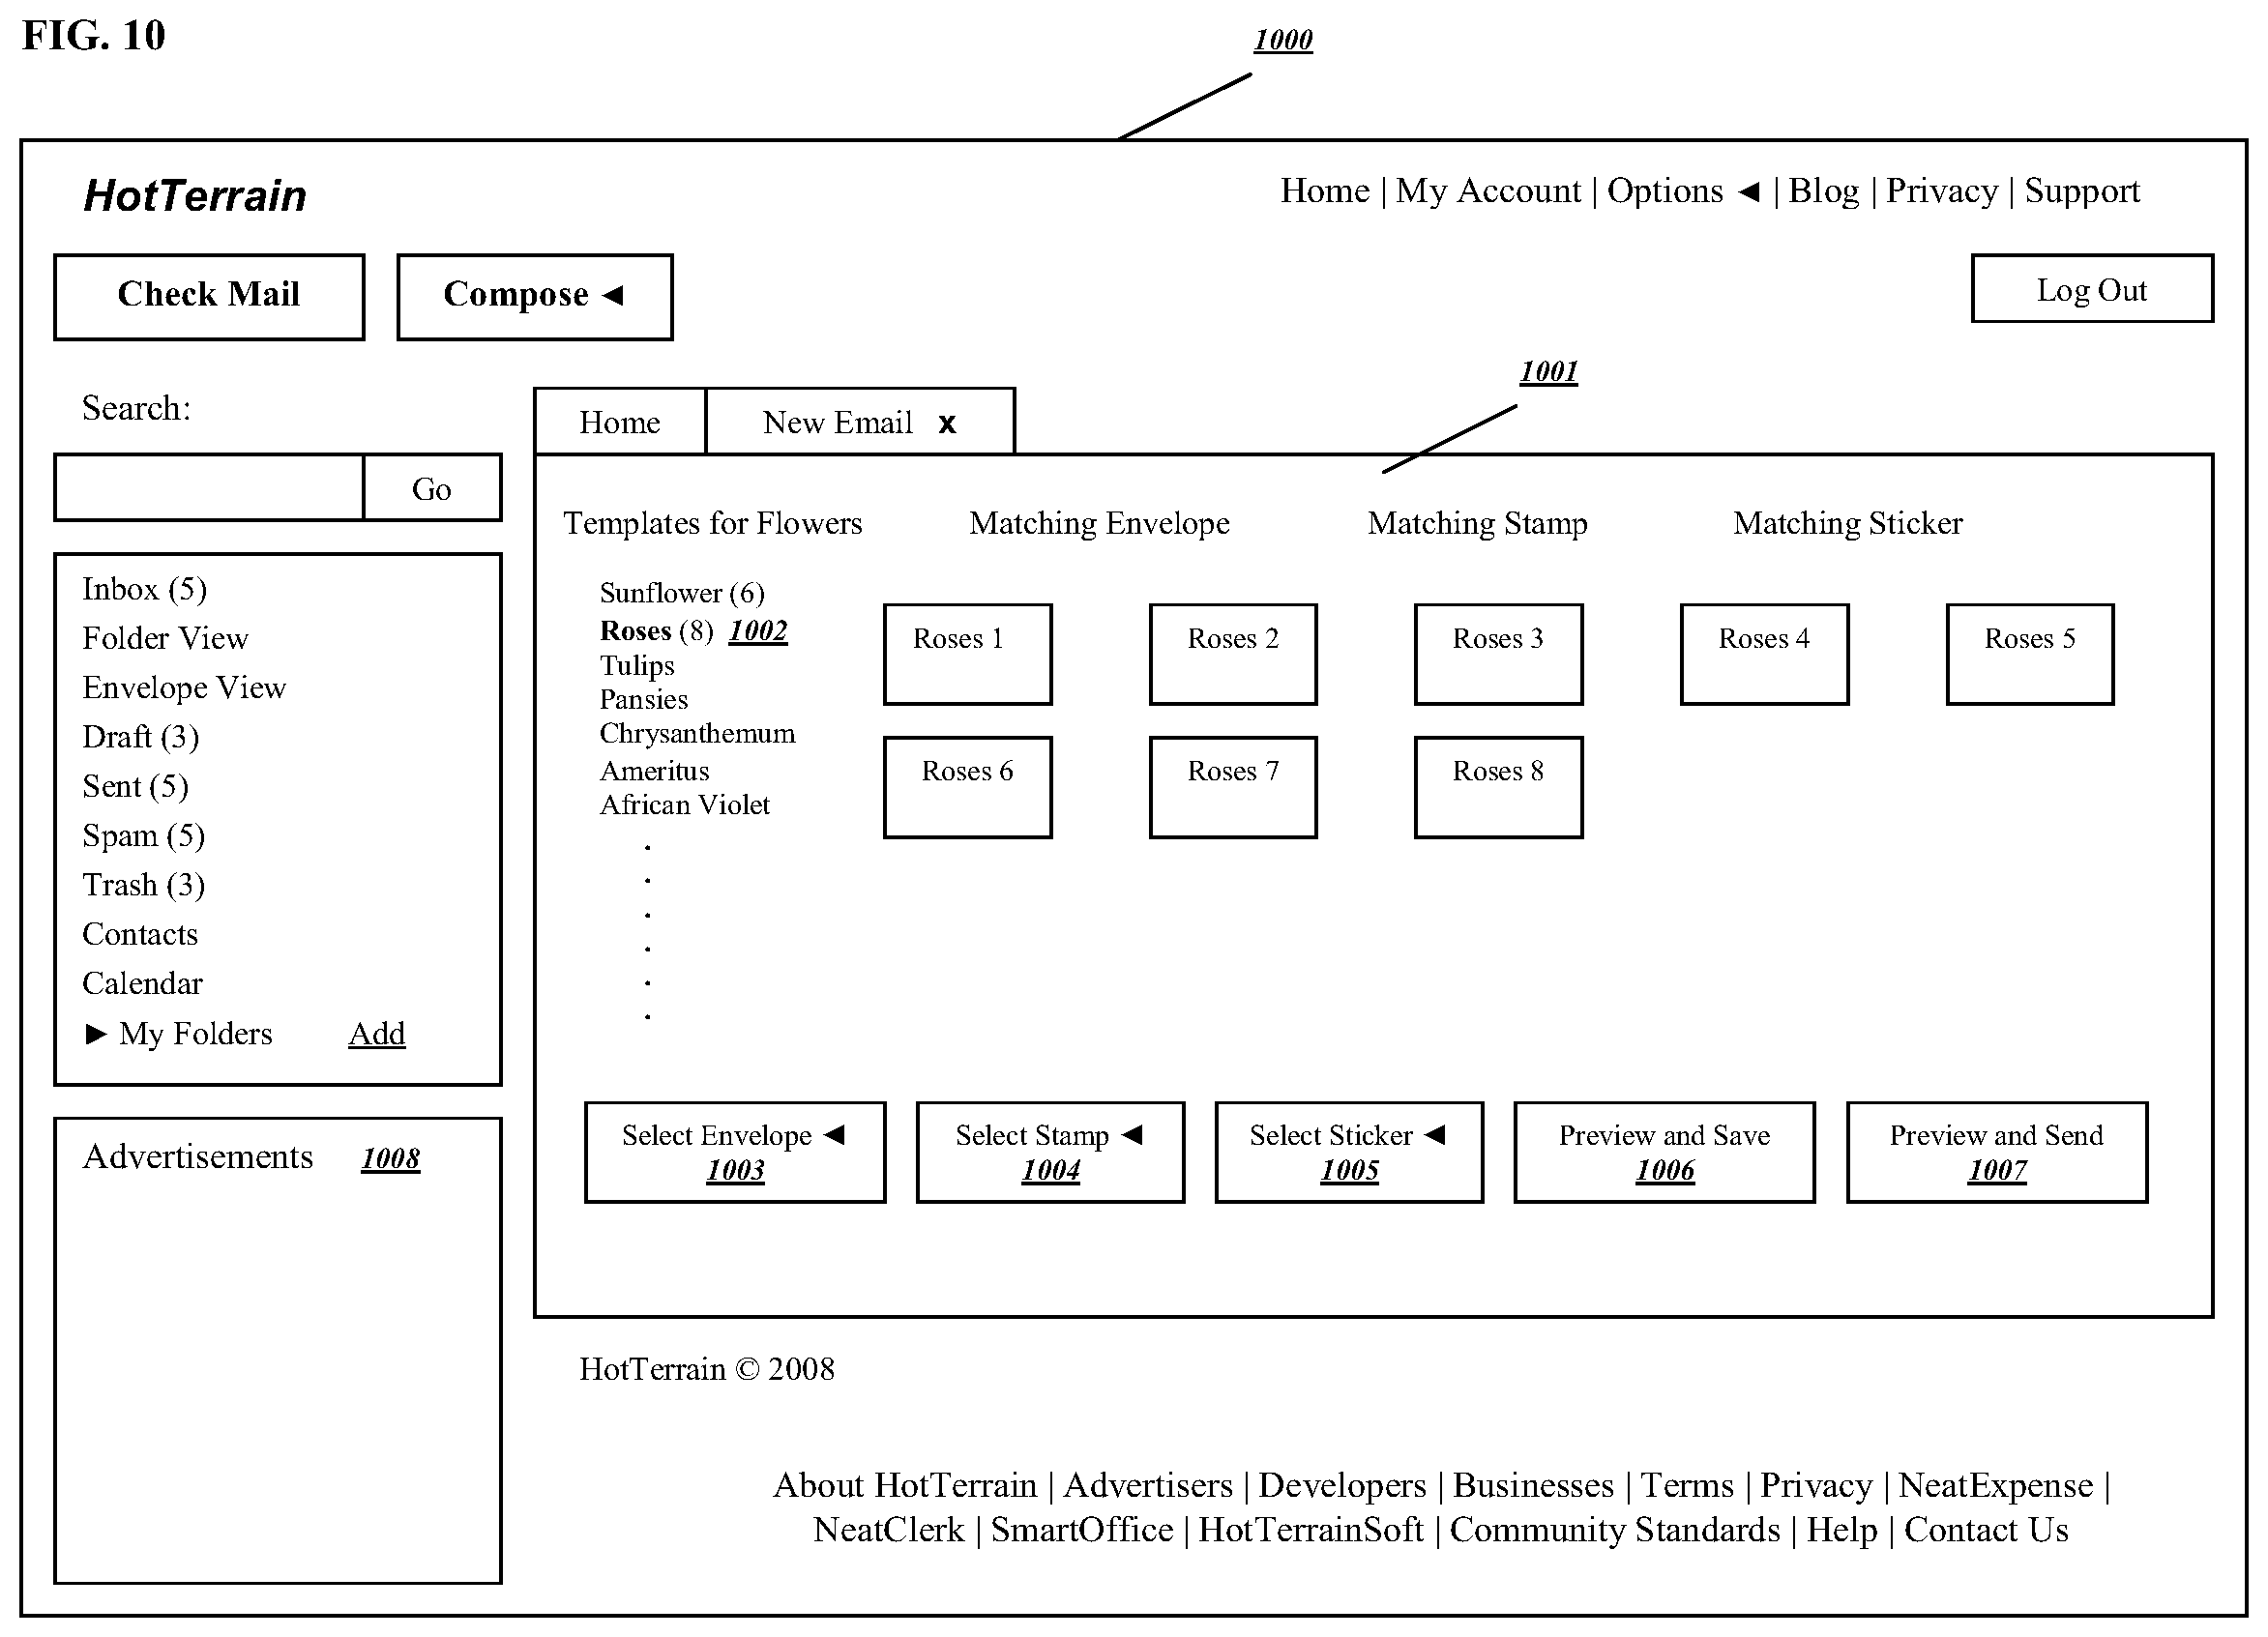 FIG. 10
1000
HotTerrain
Home | My Account | Options ◄ | Blog | Privacy | Support
Check Mail
Compose ◄
Log Out
1001
Search:
Go
Home
New Email x
Inbox (5)
Folder View
Envelope View
Draft (3)
Sent (5)
Spam (5)
Trash (3)
Contacts
Calendar
► My Folders Add
Advertisements 1008
Templates for Flowers
Matching Envelope
Matching Stamp
Matching Sticker
Sunflower (6)
Roses (8) 1002
Tulips
Pansies
Chrysanthemum
Ameritus
African Violet
.
.
.
.
.
.
Roses 1
Roses 2
Roses 3
Roses 4
Roses 5
Roses 6
Roses 7
Roses 8
Select Envelope ◄
1003
Select Stamp ◄
1004
Select Sticker ◄
1005
Preview and Save
1006
Preview and Send
1007
HotTerrain © 2008
About HotTerrain | Advertisers | Developers | Businesses | Terms | Privacy | NeatExpense |
NeatClerk | SmartOffice | HotTerrainSoft | Community Standards | Help | Contact Us